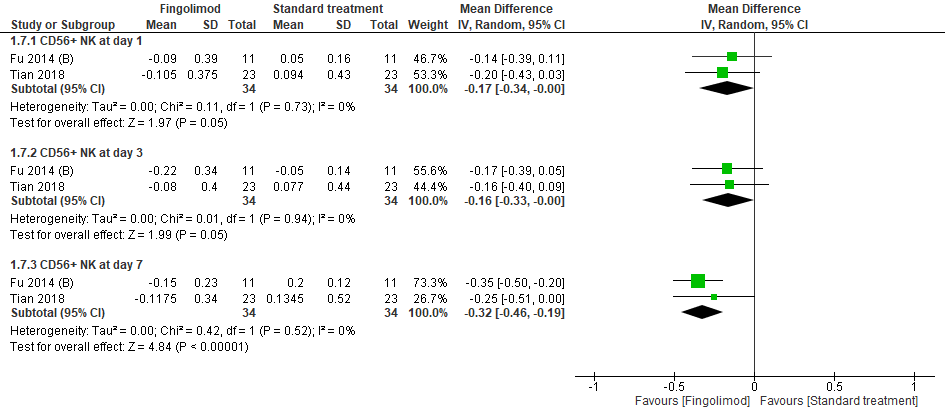 Fingolimod Standard treatment Mean Difference Mean Difference
Study or Subgroup Mean SD Total Mean SD Total Weight IV, Random, 95% CI IV, Random, 95% CI
1.7.1 CD56+ NK at day 1
Fu 2014 (B) -0.09 0.39 11 0.05 0.16 11 46.7% -0.14 [-0.39, 0.11]
Tian 2018 -0.105 0.375 23 0.094 0.43 23 53.3% -0.20 [-0.43, 0.03]
Subtotal (95% CI) 34 34 100.0% -0.17 [-0.34, -0.00]
Heterogeneity: Tau² = 0.00; Chi² = 0.11, df = 1 (P = 0.73); I² = 0%
Test for overall effect: Z = 1.97 (P = 0.05)
1.7.2 CD56+ NK at day 3
Fu 2014 (B) -0.22 0.34 11 -0.05 0.14 11 55.6% -0.17 [-0.39, 0.05]
Tian 2018 -0.08 0.4 23 0.077 0.44 23 44.4% -0.16 [-0.40, 0.09]
Subtotal (95% CI) 34 34 100.0% -0.16 [-0.33, -0.00]
Heterogeneity: Tau² = 0.00; Chi² = 0.01, df = 1 (P = 0.94); I² = 0%
Test for overall effect: Z = 1.99 (P = 0.05)
1.7.3 CD56+ NK at day 7
Fu 2014 (B) -0.15 0.23 11 0.2 0.12 11 73.3% -0.35 [-0.50, -0.20]
Tian 2018 -0.1175 0.34 23 0.1345 0.52 23 26.7% -0.25 [-0.51, 0.00]
Subtotal (95% CI) 34 34 100.0% -0.32 [-0.46, -0.19]
Heterogeneity: Tau² = 0.00; Chi² = 0.42, df = 1 (P = 0.52); I² = 0%
Test for overall effect: Z = 4.84 (P < 0.00001)
-1 -0.5 0 0.5 1
Favours [Fingolimod] Favours [Standard treatment]